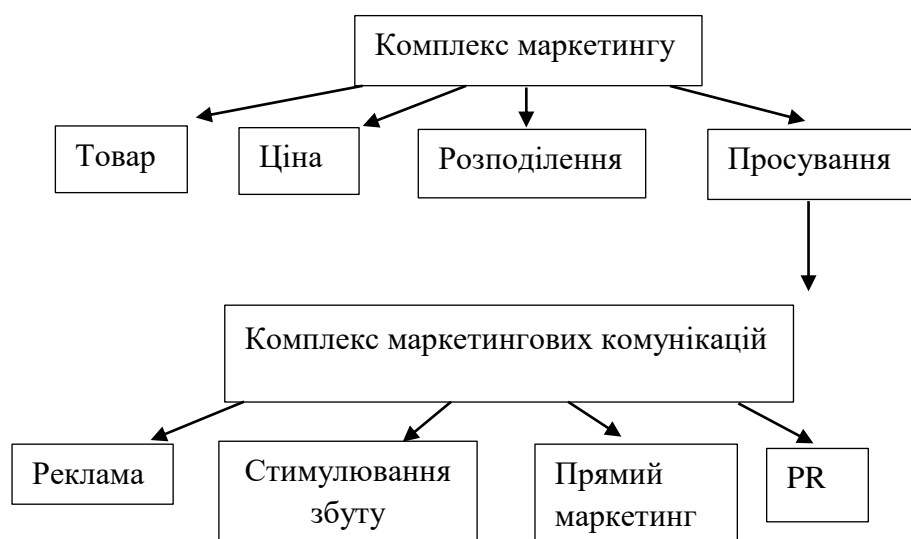 Комплекс маркетингу
Товар
Ціна
Розподілення
Просування
Комплекс маркетингових комунікацій
Реклама
Стимулювання
збуту
Прямий
маркетинг
PR